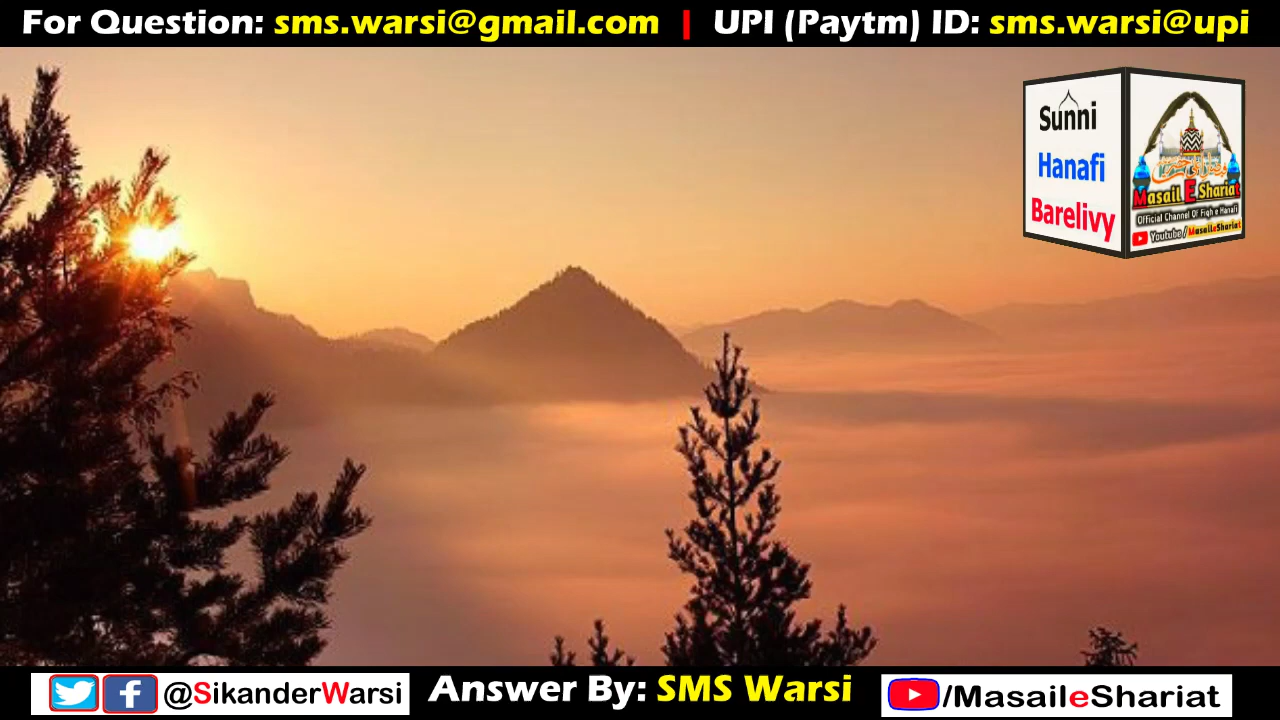 For Question: sms.warsi@gmail.com | UPI (Paytm) ID: sms.warsi@upi
Sunni
Hanafi
Barelivy
Masail E Shariat
Official Channel Of Fiqh e Hanafi
Youtube/MasaileShariat
@SikanderWarsi
Answer By: SMS Warsi
/MasaileShariat